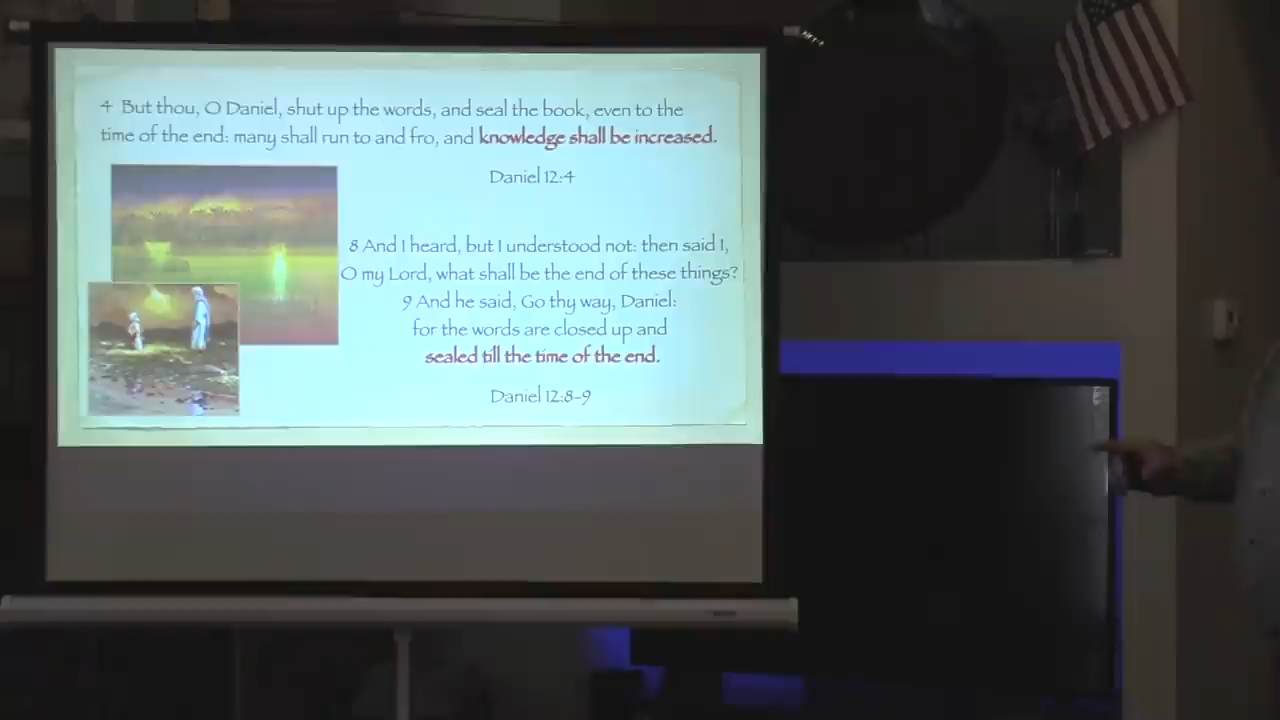 4 But thou, O Daniel, shut up the words, and seal the book, even to the
time of the end: many shall run to and fro, and knowledge shall be increased.
Daniel 12:4
8 And I heard, but I understood not: then said I,
O my Lord, what shall be the end of these things?
9 And he said, Go thy way, Daniel:
for the words are closed up and
sealed till the time of the end.
Daniel 12:8-9